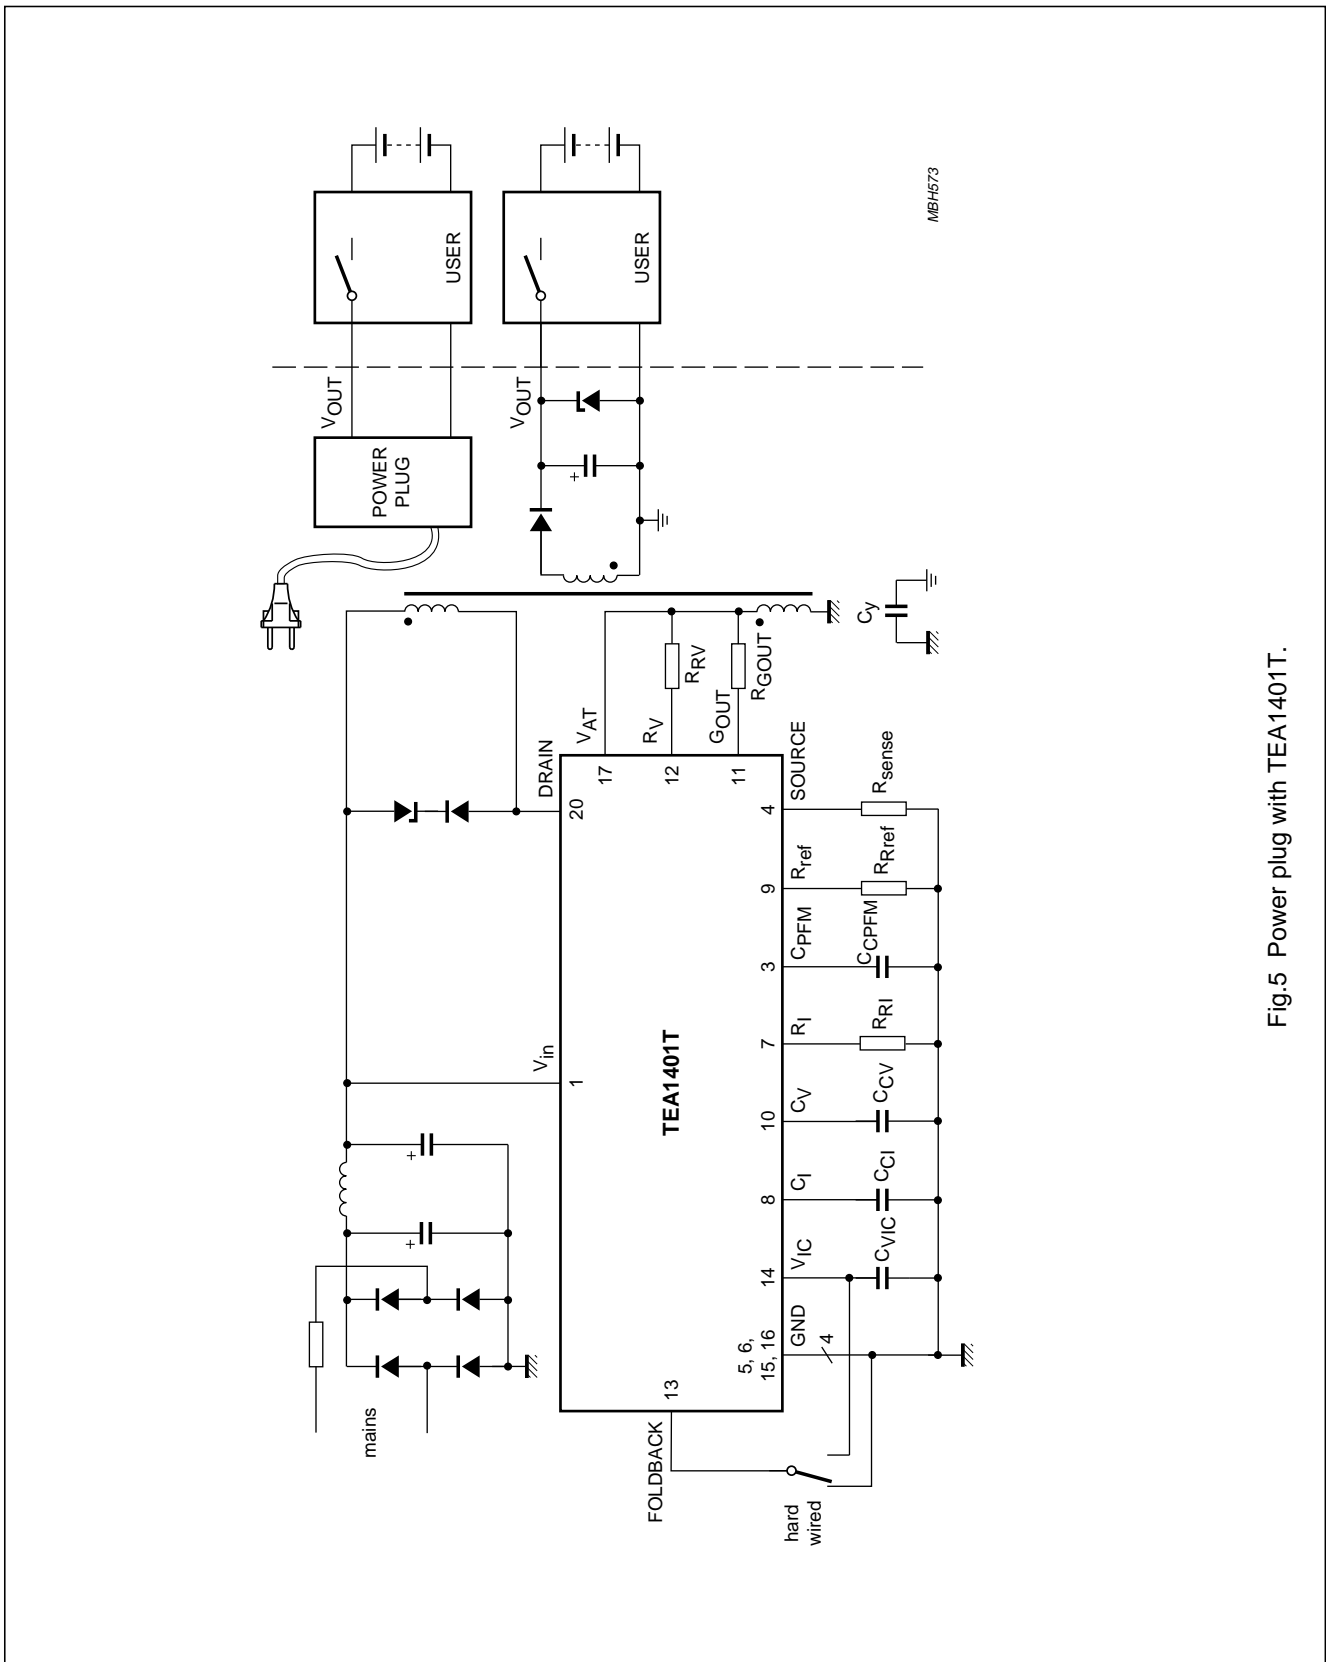 mains
V_in
1
DRAIN
20
V_AT
17
R_V
12
R_RV
G_OUT
11
R_GOUT
TEA1401T
FOLDBACK
13
hard
wired
5, 6,
15, 16
GND
4
14
V_IC
C_VIC
8
C_I
C_CI
10
C_V
C_CV
7
R_I
R_RI
3
C_PFM
C_CPFM
9
R_ref
R_Rref
4
SOURCE
R_sense
C_y
+
+
+
POWER
PLUG
V_OUT
USER
V_OUT
USER
MBH573
Fig.5 Power plug with TEA1401T.